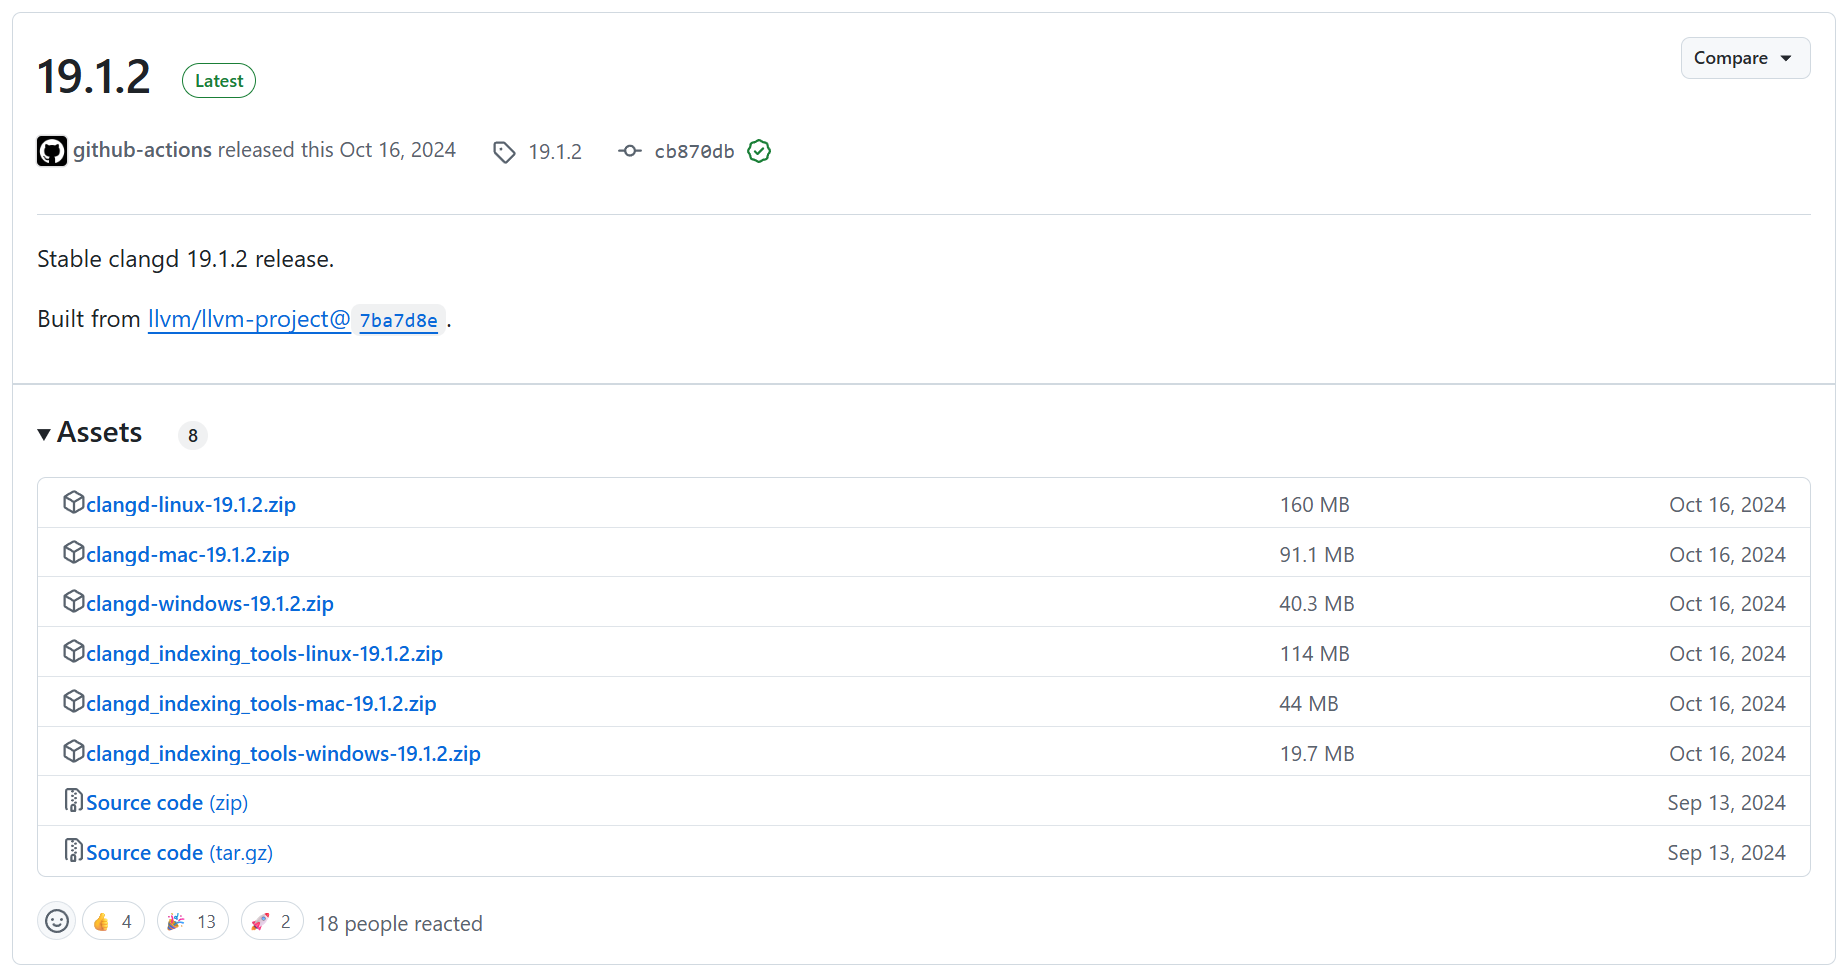 19.1.2 Latest Compare
github-actions released this Oct 16, 2024 19.1.2 cb870db
Stable clangd 19.1.2 release.
Built from llvm/llvm-project@7ba7d8e.
Assets 8
clangd-linux-19.1.2.zip 160 MB Oct 16, 2024
clangd-mac-19.1.2.zip 91.1 MB Oct 16, 2024
clangd-windows-19.1.2.zip 40.3 MB Oct 16, 2024
clangd_indexing_tools-linux-19.1.2.zip 114 MB Oct 16, 2024
clangd_indexing_tools-mac-19.1.2.zip 44 MB Oct 16, 2024
clangd_indexing_tools-windows-19.1.2.zip 19.7 MB Oct 16, 2024
Source code (zip) Sep 13, 2024
Source code (tar.gz) Sep 13, 2024
👍 4 🎉 13 🚀 2 18 people reacted